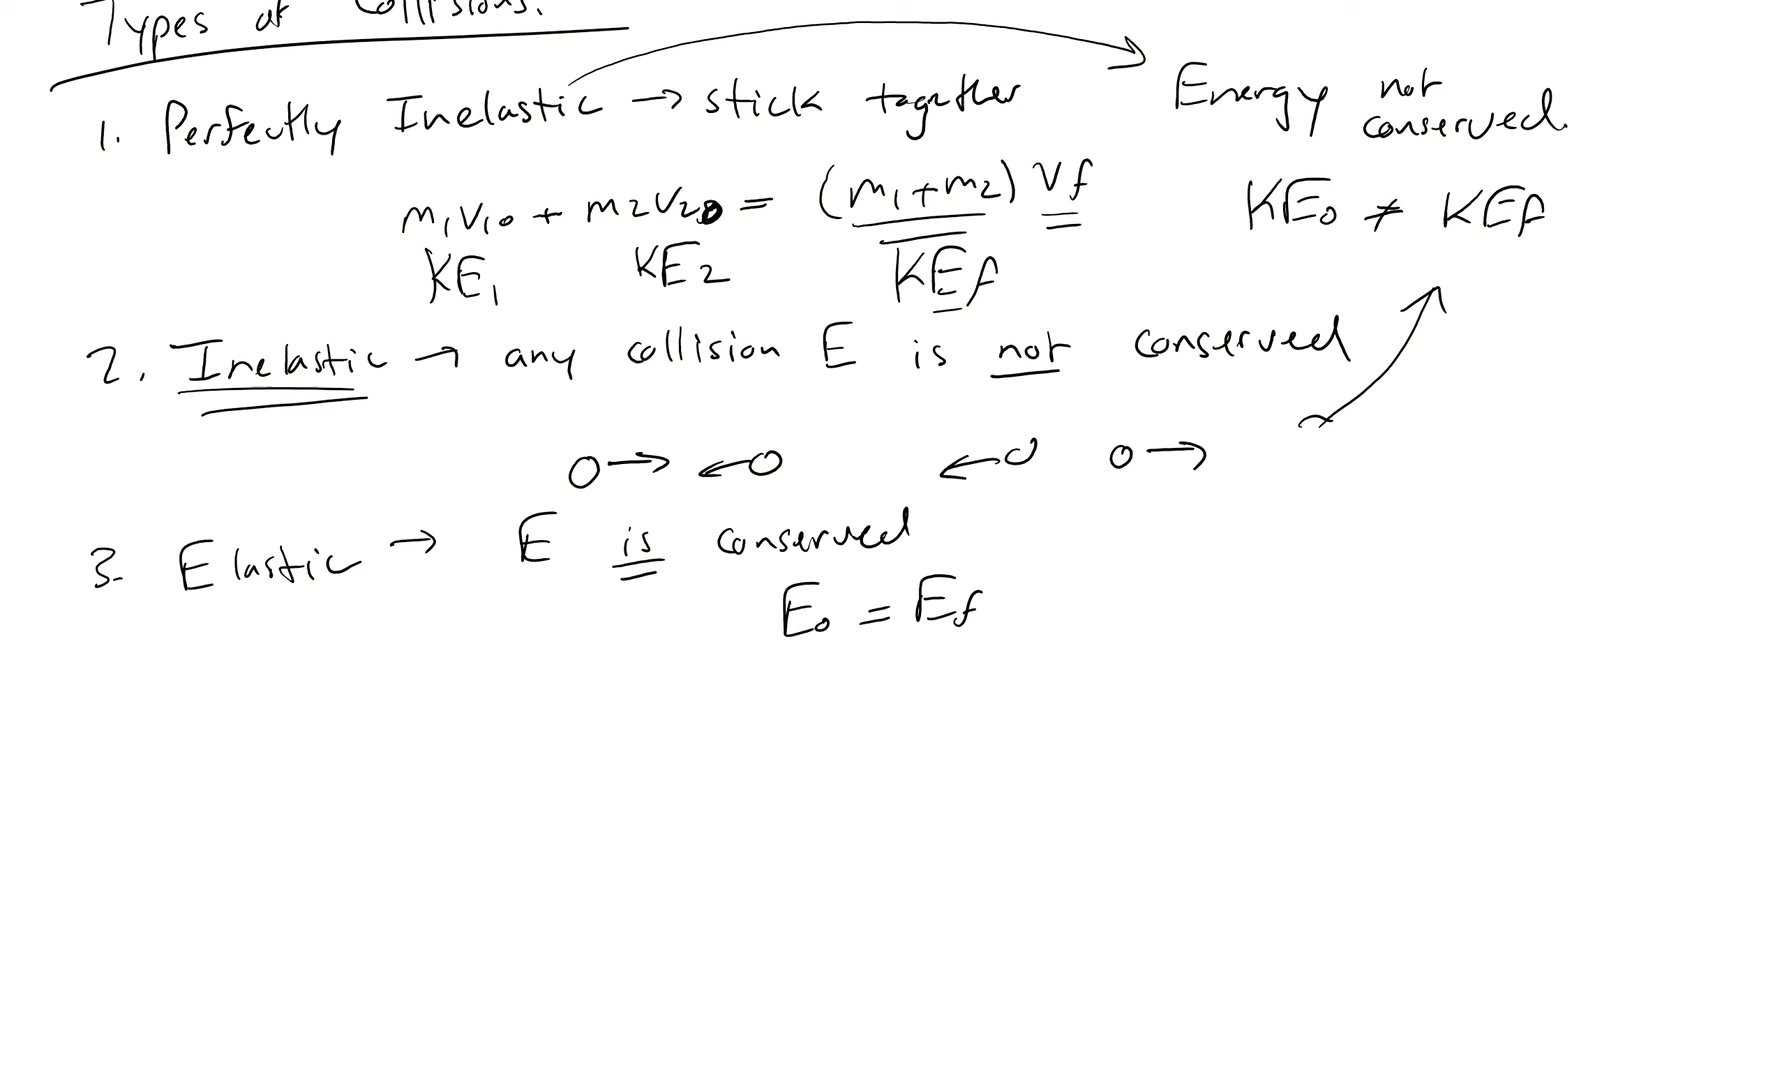 Types of Collisions.
1. Perfectly Inelastic → stick together
Energy not conserved.
m₁v₁₀ + m₂v₂₀ = (m₁+m₂) vf
KE₀ ≠ KEf
KE₁ KE₂ KEf
2. Inelastic → any collision E is not conserved
3. Elastic → E is conserved
E₀ = Ef